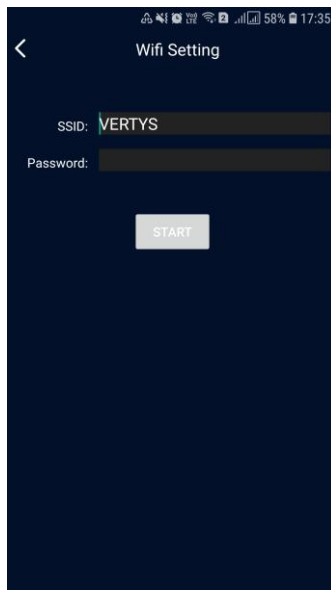 58% 17:35
Wifi Setting
SSID: VERTYS
Password:
START